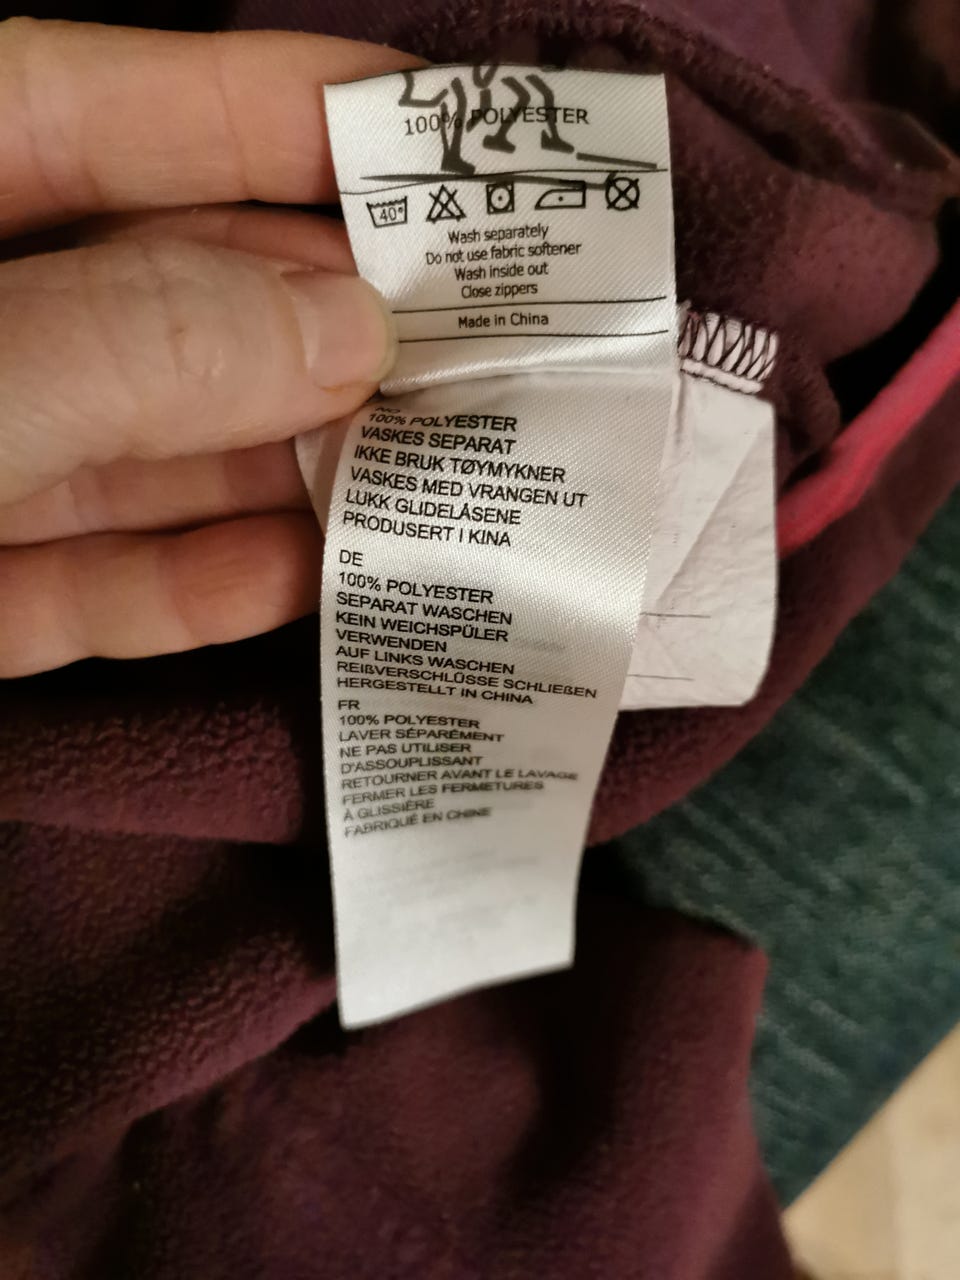 100% POLYESTER
40°
Wash separately
Do not use fabric softener
Wash inside out
Close zippers
Made in China
NO
100% POLYESTER
VASKES SEPARAT
IKKE BRUK TØYMYKNER
VASKES MED VRANGEN UT
LUKK GLIDELÅSENE
PRODUSERT I KINA
DE
100% POLYESTER
SEPARAT WASCHEN
KEIN WEICHSPÜLER
VERWENDEN
AUF LINKS WASCHEN
REIßVERSCHLÜSSE SCHLIEßEN
HERGESTELLT IN CHINA
FR
100% POLYESTER
LAVER SÉPARÉMENT
NE PAS UTILISER
D'ASSOUPLISSANT
RETOURNER AVANT LE LAVAGE
FERMER LES FERMETURES
À GLISSIÈRE
FABRIQUÉ EN CHINE